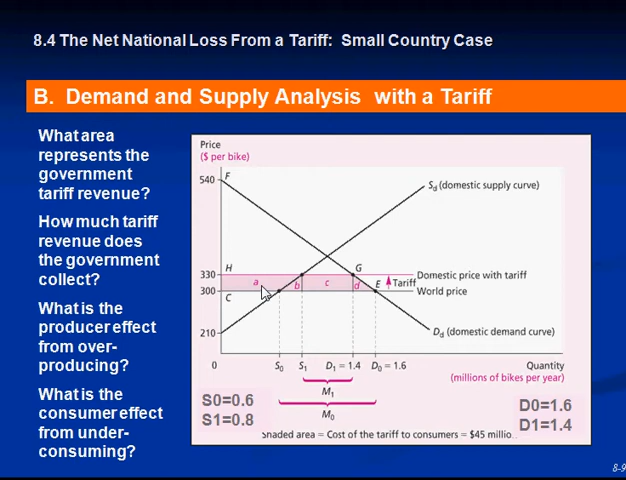 8.4 The Net National Loss From a Tariff: Small Country Case
B. Demand and Supply Analysis with a Tariff
What area
represents the
government
tariff revenue?
How much tariff
revenue does
the government
collect?
What is the
producer effect
from over-
producing?
What is the
consumer effect
from under-
consuming?
Price
($ per bike)
540
F
Sd (domestic supply curve)
H
G
330
Domestic price with tariff
a
b
c
d
E
Tariff
300
World price
C
210
Dd (domestic demand curve)
0
S0
S1
D1 = 1.4
D0 = 1.6
Quantity
(millions of bikes per year)
M1
M0
S0=0.6
S1=0.8
D0=1.6
D1=1.4
Shaded area = Cost of the tariff to consumers = $45 millio
8-9